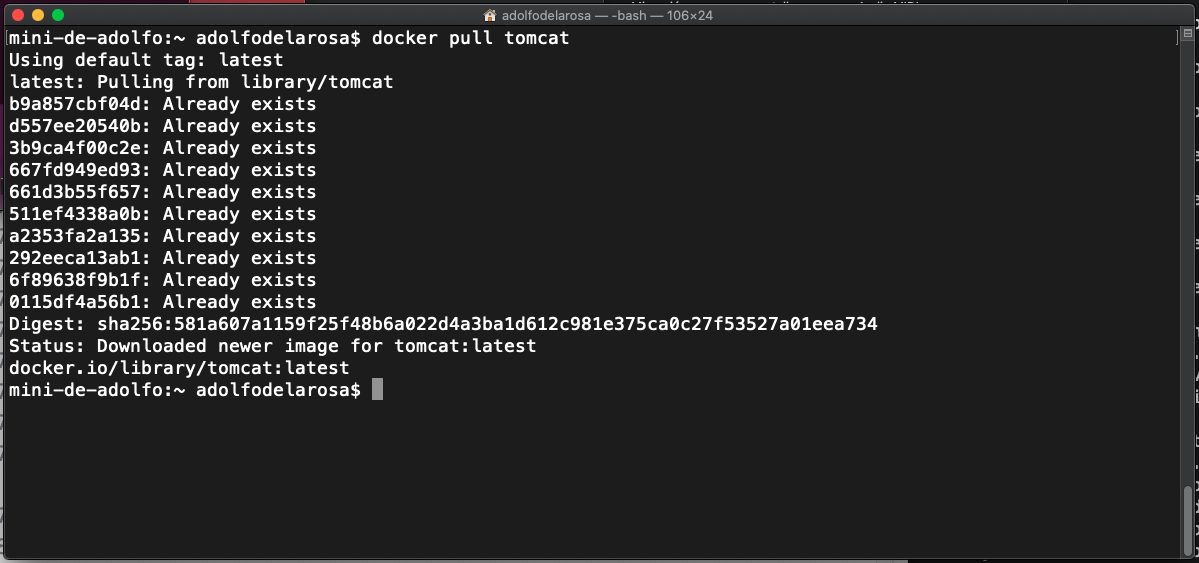 adolfodelarosa — -bash — 106×24
mini-de-adolfo:~ adolfodelarosa$ docker pull tomcat
Using default tag: latest
latest: Pulling from library/tomcat
b9a857cbf04d: Already exists
d557ee20540b: Already exists
3b9ca4f00c2e: Already exists
667fd949ed93: Already exists
661d3b55f657: Already exists
511ef4338a0b: Already exists
a2353fa2a135: Already exists
292eeca13ab1: Already exists
6f89638f9b1f: Already exists
0115df4a56b1: Already exists
Digest: sha256:581a607a1159f25f48b6a022d4a3ba1d612c981e375ca0c27f53527a01eea734
Status: Downloaded newer image for tomcat:latest
docker.io/library/tomcat:latest
mini-de-adolfo:~ adolfodelarosa$